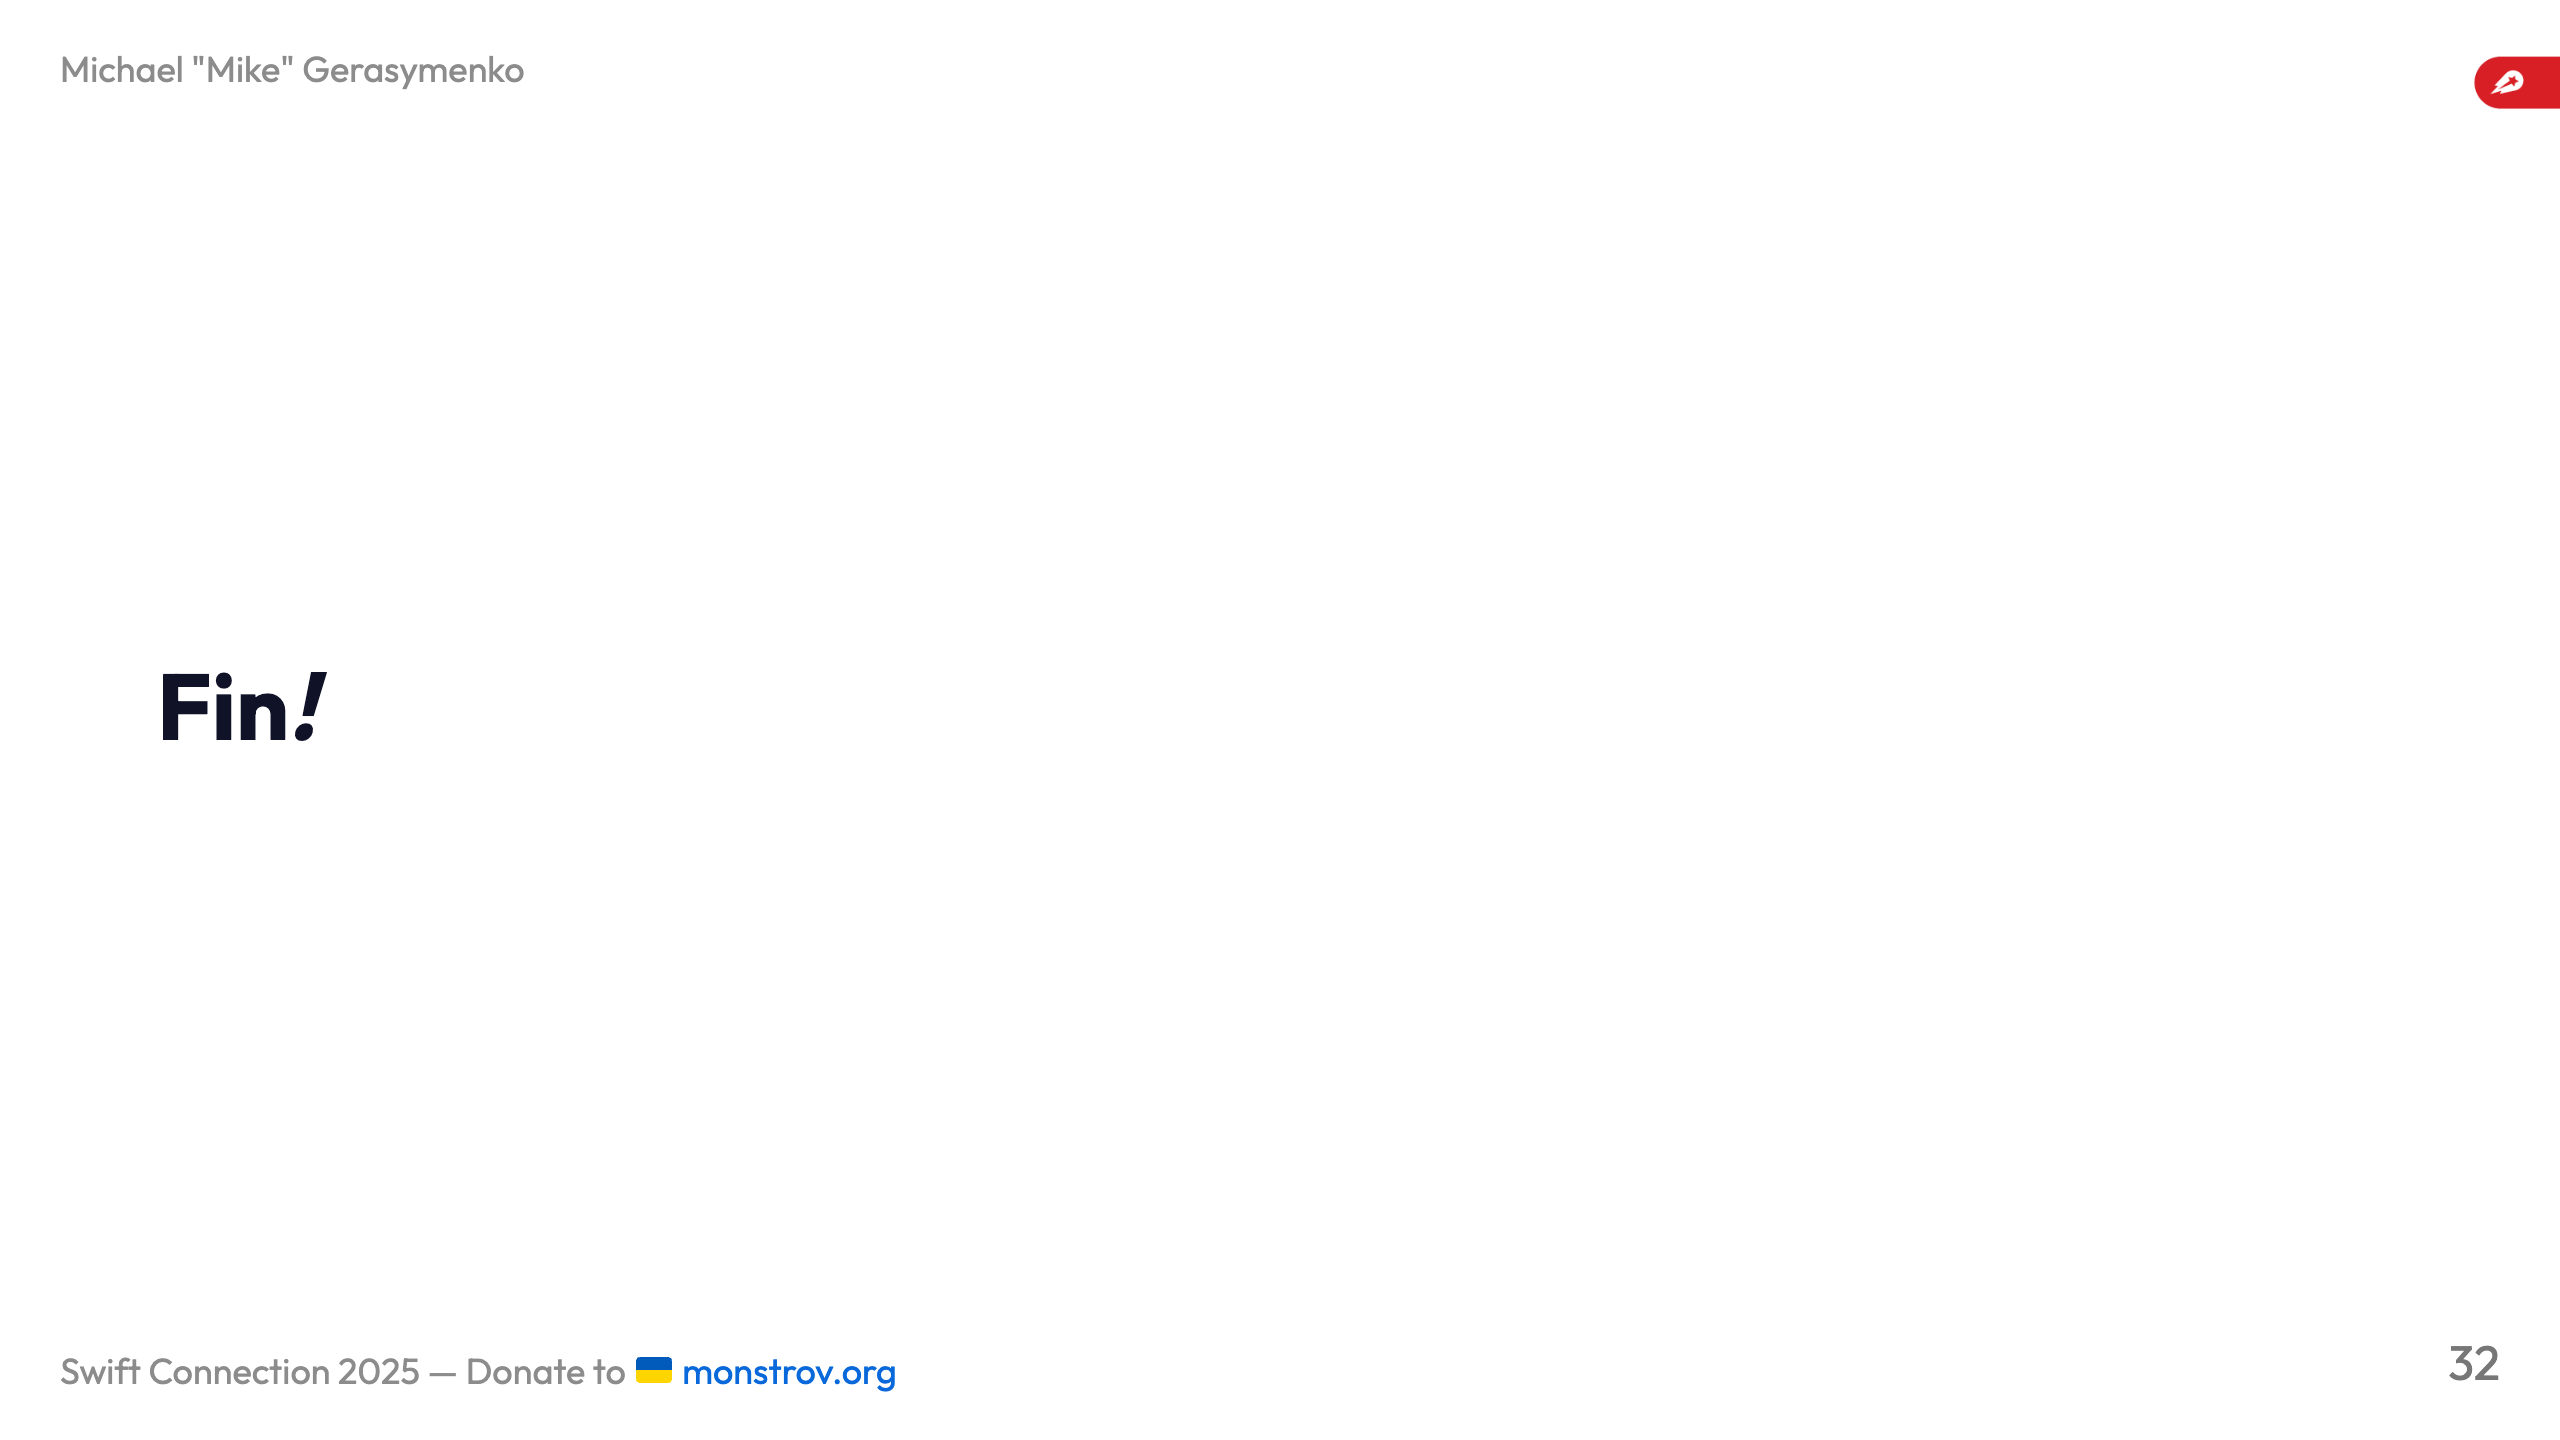 Michael "Mike" Gerasymenko
Fin!
Swift Connection 2025 — Donate to 🇺🇦 monstrov.org
32